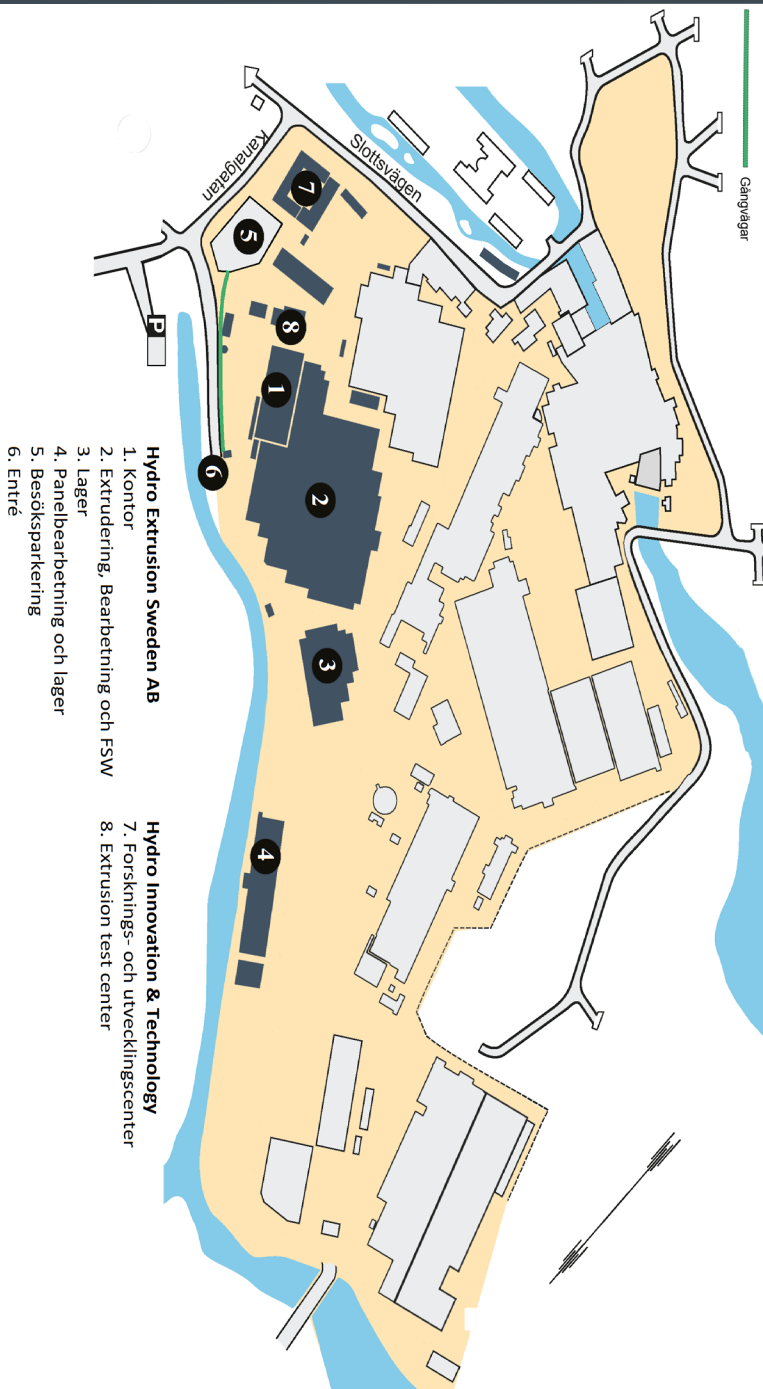 Gångvägar
Slottsvägen
Kanalgatan
7
5
8
1
6
2
3
4
P
Hydro Extrusion Sweden AB
1. Kontor
2. Extrudering, Bearbetning och FSW
3. Lager
4. Panelbearbetning och lager
5. Besöksparkering
6. Entré
Hydro Innovation & Technology
7. Forsknings- och utvecklingscenter
8. Extrusion test center